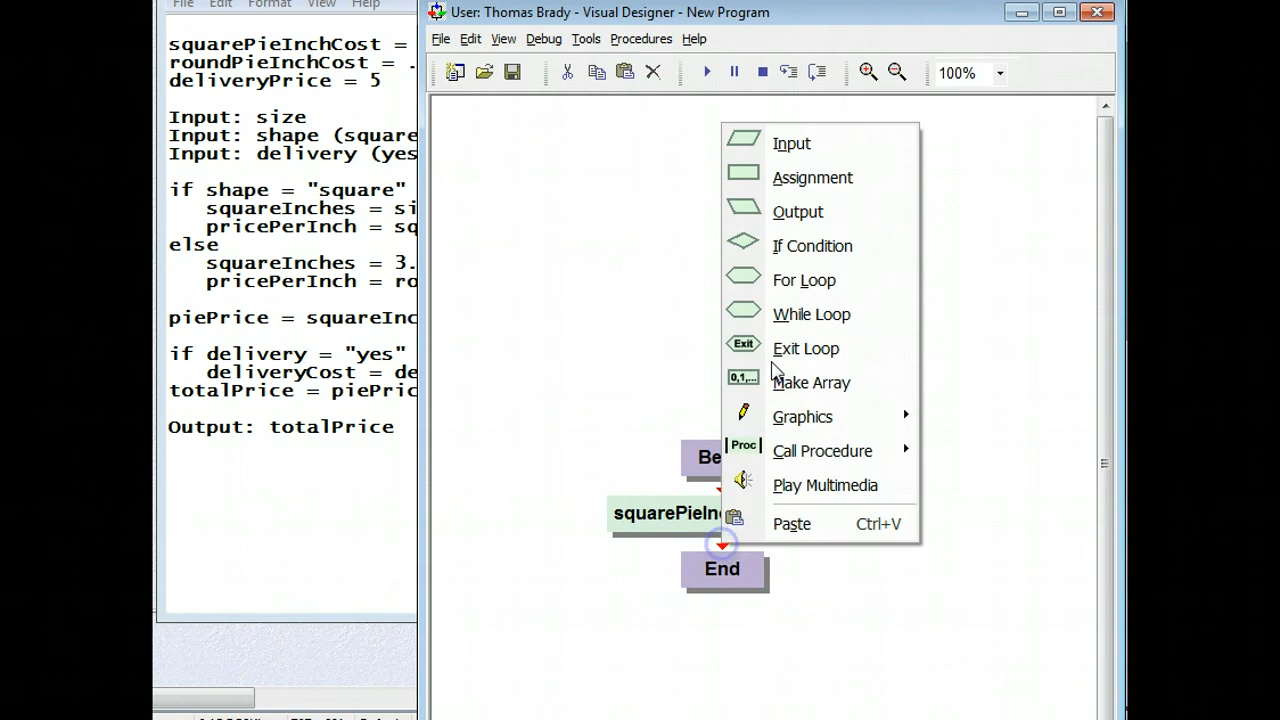 File Edit Format View Help
squarePieInchCost =
roundPieInchCost = .
deliveryPrice = 5
Input: size
Input: shape (square
Input: delivery (yes
if shape = "square"
squareInches = si
pricePerInch = sq
else
squareInches = 3.
pricePerInch = ro
piePrice = squareInc
if delivery = "yes"
deliveryCost = de
totalPrice = piePric
Output: totalPrice
User: Thomas Brady - Visual Designer - New Program
File Edit View Debug Tools Procedures Help
100%
Input
Assignment
Output
If Condition
For Loop
While Loop
Exit Exit Loop
0,1,... Make Array
Graphics
Proc Call Procedure
Play Multimedia
Paste Ctrl+V
Be
squarePieInc
End